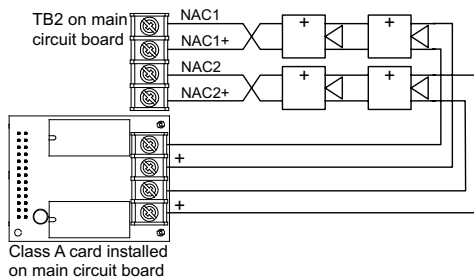 TB2 on main
circuit board
NAC1
NAC1+
NAC2
NAC2+
+ +
+ +
+
+
Class A card installed
on main circuit board